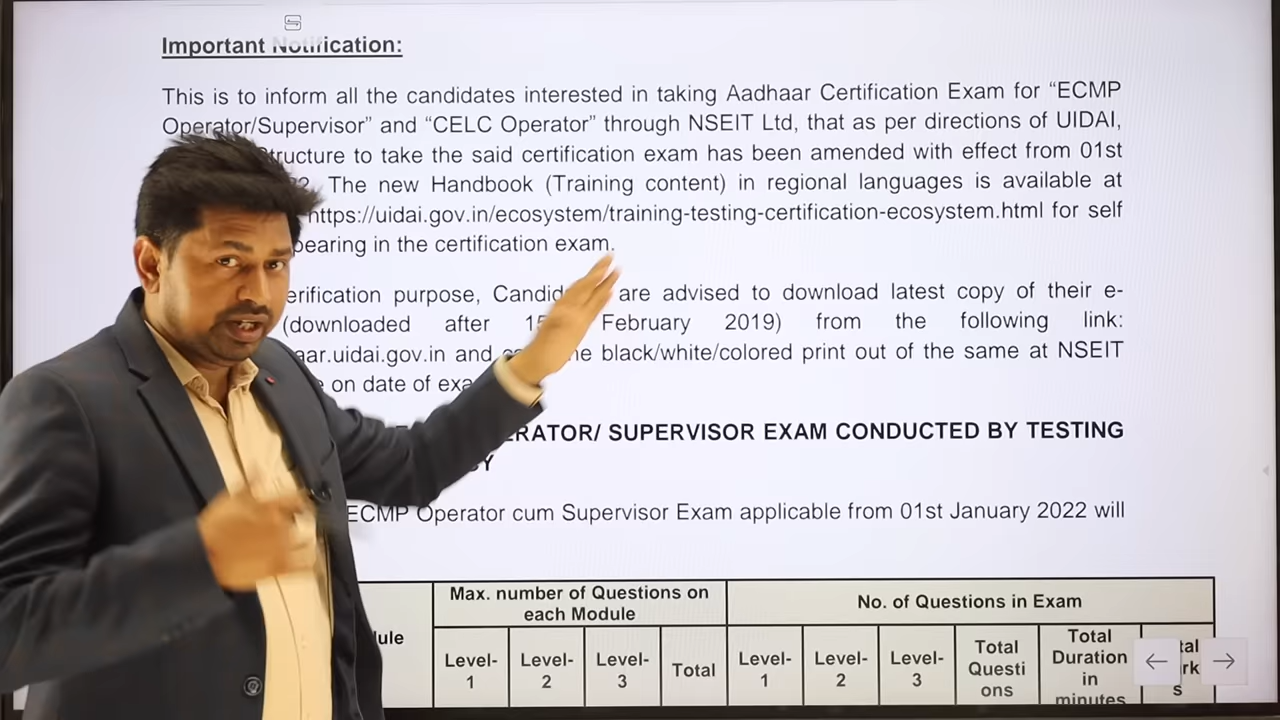 Important Notification:
This is to inform all the candidates interested in taking Aadhaar Certification Exam for “ECMP
Operator/Supervisor” and “CELC Operator” through NSEIT Ltd, that as per directions of UIDAI,
tructure to take the said certification exam has been amended with effect from 01st
The new Handbook (Training content) in regional languages is available at
https://uidai.gov.in/ecosystem/training-testing-certification-ecosystem.html for self
pearing in the certification exam.
erification purpose, Candid are advised to download latest copy of their e-
(downloaded after 15 February 2019) from the following link:
aar.uidai.gov.in and black/white/colored print out of the same at NSEIT
on date of exa
RATOR/ SUPERVISOR EXAM CONDUCTED BY TESTING
Y
ECMP Operator cum Supervisor Exam applicable from 01st January 2022 will
Max. number of Questions on
each Module
No. of Questions in Exam
ule
Level-
1
Level-
2
Level-
3
Total
Level-
1
Level-
2
Level-
3
Total
Questi
ons
Total
Duration
in
minutes
tal
rk
s